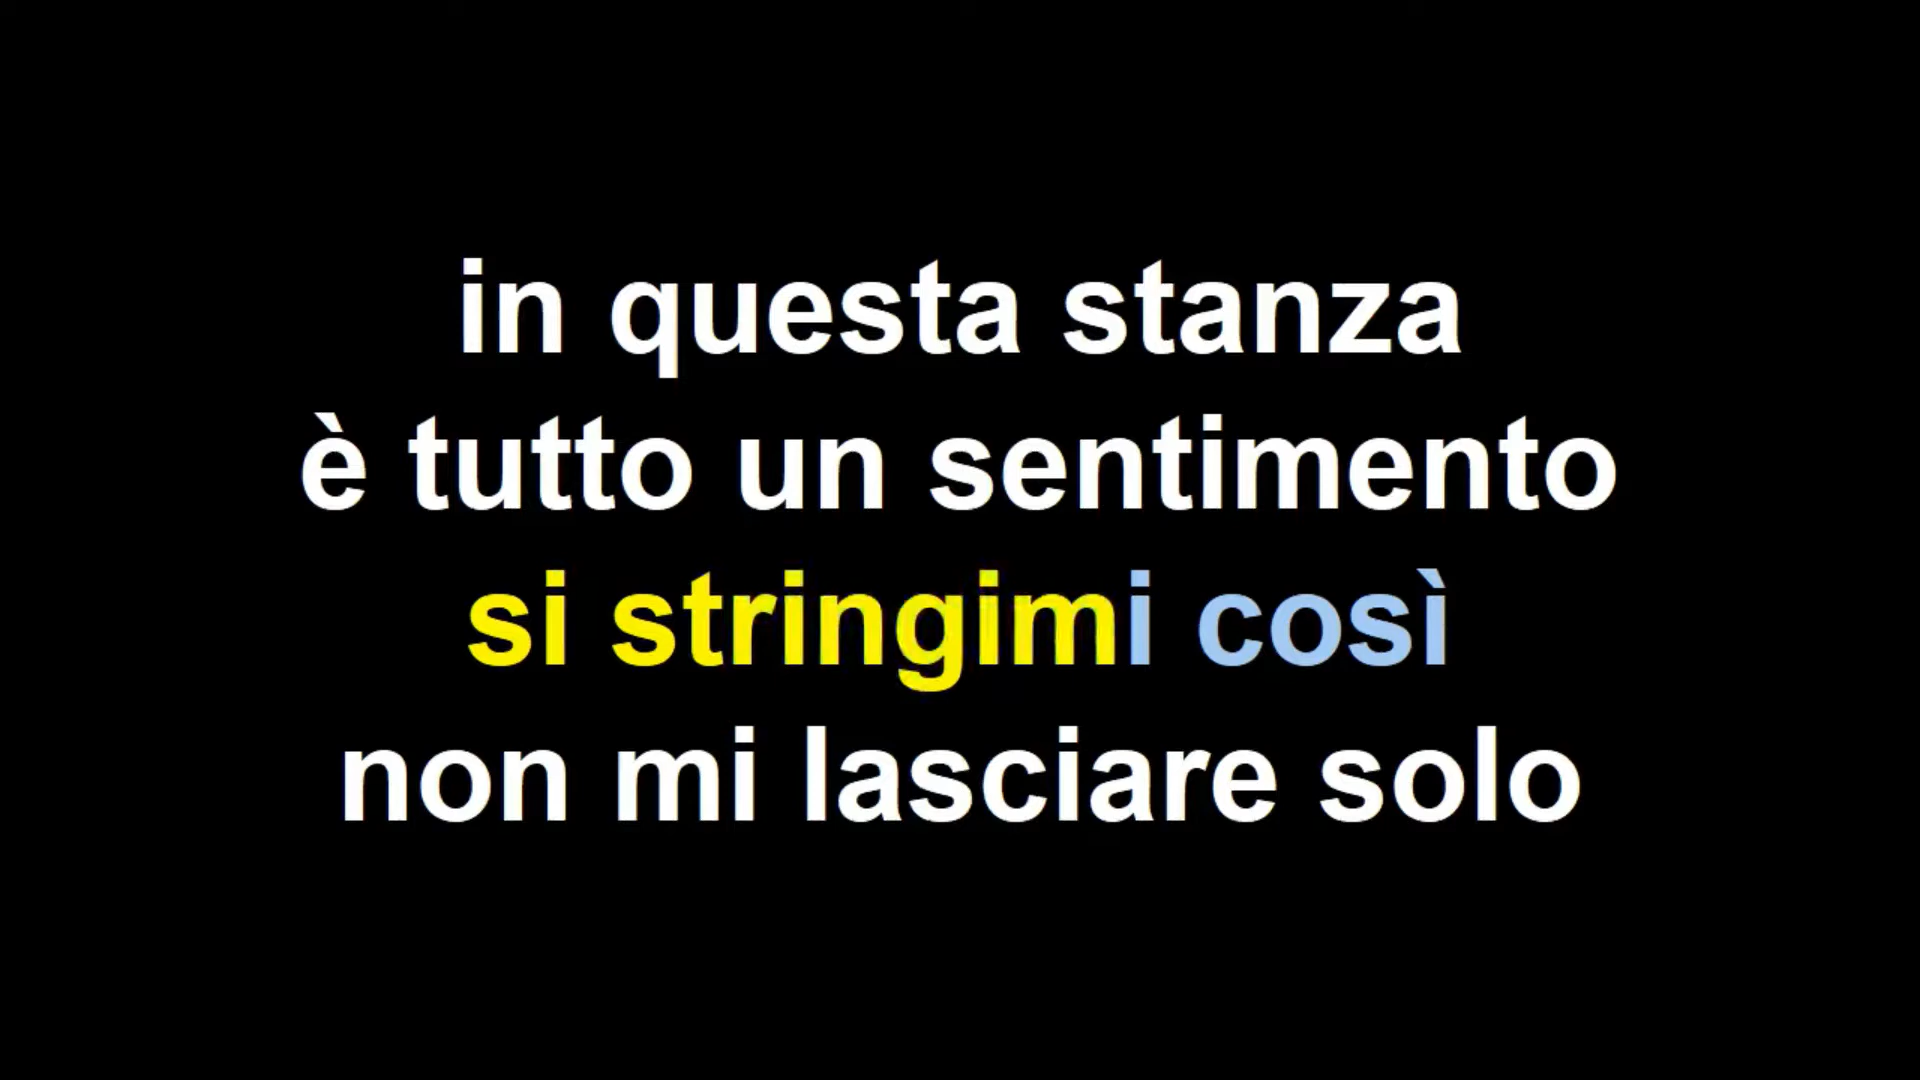 in questa stanza
è tutto un sentimento
si stringimi così
non mi lasciare solo